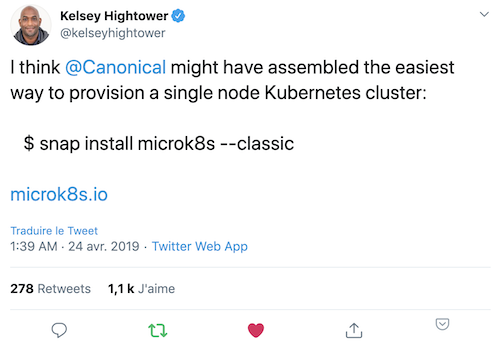 Kelsey Hightower
@kelseyhightower
I think @Canonical might have assembled the easiest
way to provision a single node Kubernetes cluster:
$ snap install microk8s --classic
microk8s.io
Traduire le Tweet
1:39 AM · 24 avr. 2019 · Twitter Web App
278 Retweets 1,1 k J'aime